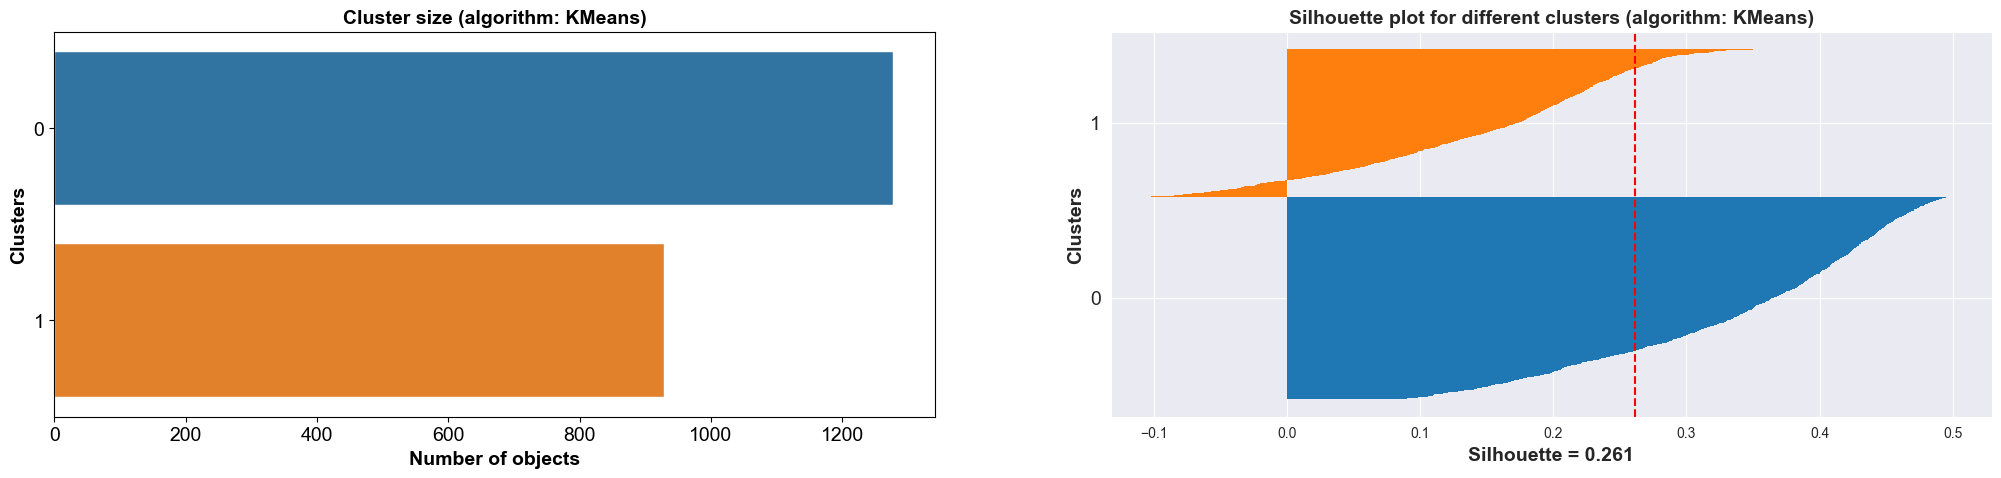 Cluster size (algorithm: KMeans)
Clusters
0
1
0 200 400 600 800 1000 1200
Number of objects
Silhouette plot for different clusters (algorithm: KMeans)
Clusters
1
0
−0.1 0.0 0.1 0.2 0.3 0.4 0.5
Silhouette = 0.261